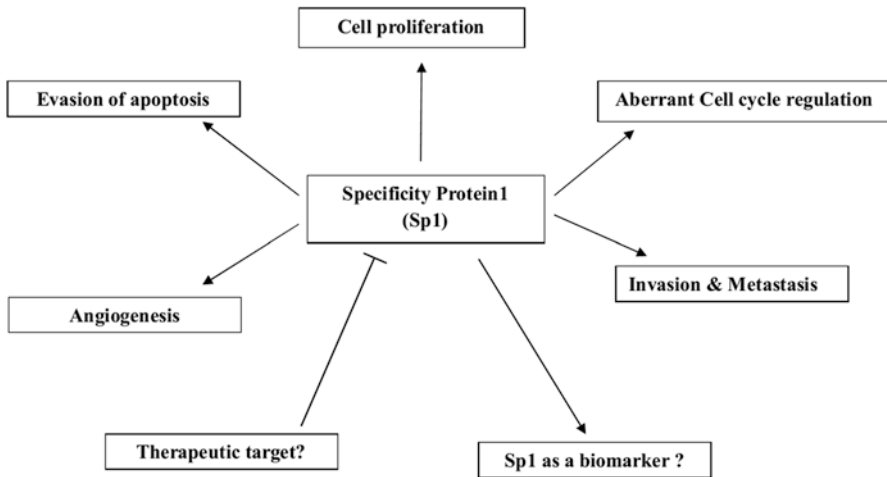 Cell proliferation
Evasion of apoptosis
Aberrant Cell cycle regulation
Specificity Protein1
(Sp1)
Invasion & Metastasis
Angiogenesis
Therapeutic target?
Sp1 as a biomarker ?